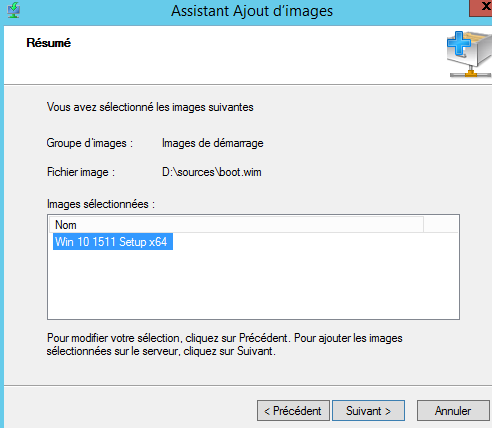 Assistant Ajout d'images
Résumé
Vous avez sélectionné les images suivantes
Groupe d'images : Images de démarrage
Fichier image : D:\sources\boot.wim
Images sélectionnées :
Nom
Win 10 1511 Setup x64
Pour modifier votre sélection, cliquez sur Précédent. Pour ajouter les images
sélectionnées sur le serveur, cliquez sur Suivant.
< Précédent Suivant > Annuler